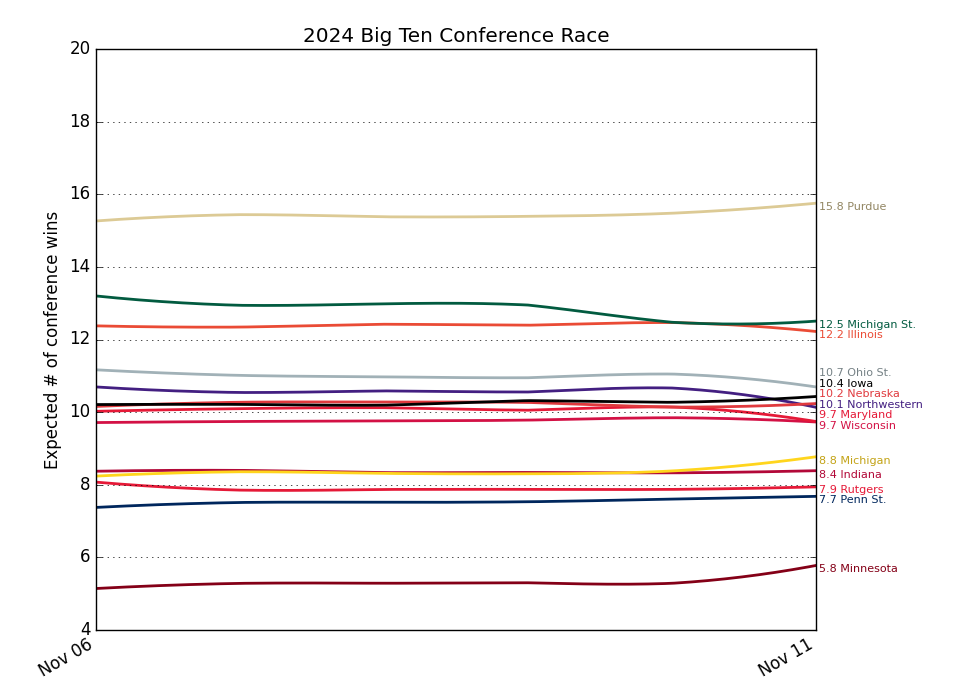 2024 Big Ten Conference Race
Expected # of conference wins
20
18
16
14
12
10
8
6
4
Nov 06
Nov 11
15.8 Purdue
12.5 Michigan St.
12.2 Illinois
10.7 Ohio St.
10.4 Iowa
10.2 Nebraska
10.1 Northwestern
9.7 Maryland
9.7 Wisconsin
8.8 Michigan
8.4 Indiana
7.9 Rutgers
7.7 Penn St.
5.8 Minnesota